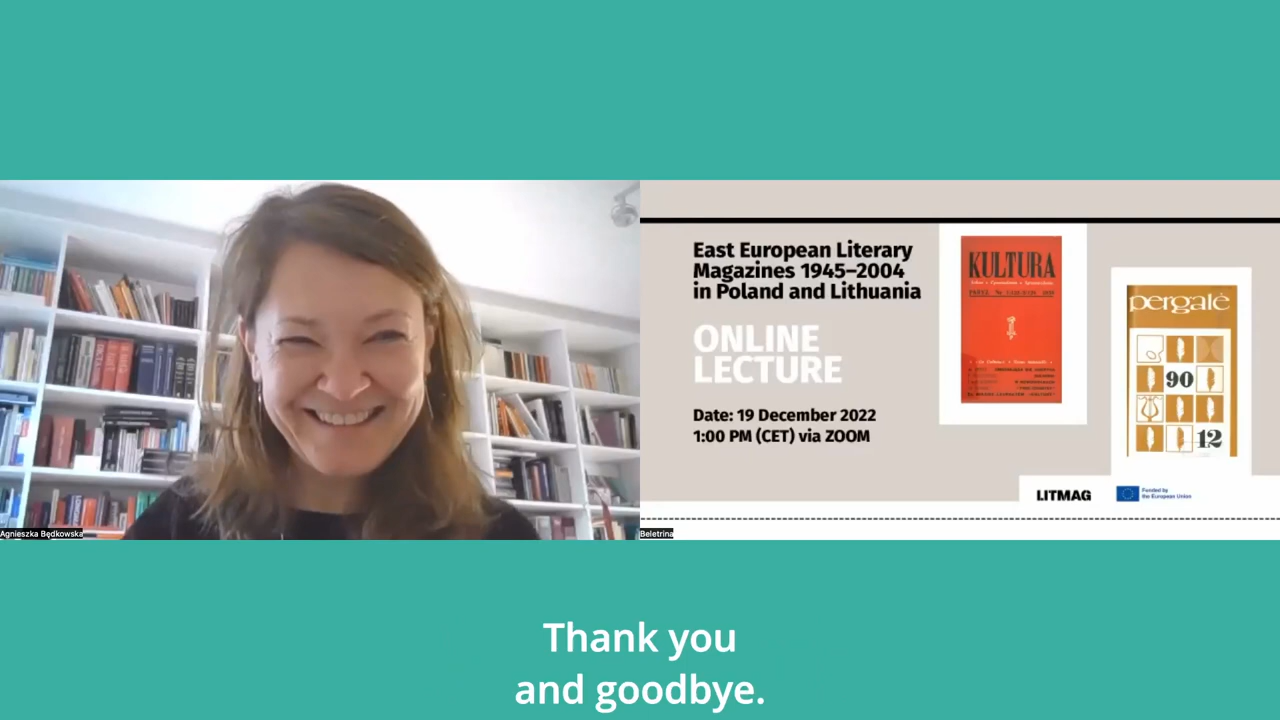 East European Literary
Magazines 1945–2004
in Poland and Lithuania
ONLINE
LECTURE
Date: 19 December 2022
1:00 PM (CET) via ZOOM
KULTURA
pergalė
90
12
LITMAG
Funded by
the European Union
Agnieszka Będkowska
Beletrina
Thank you
and goodbye.